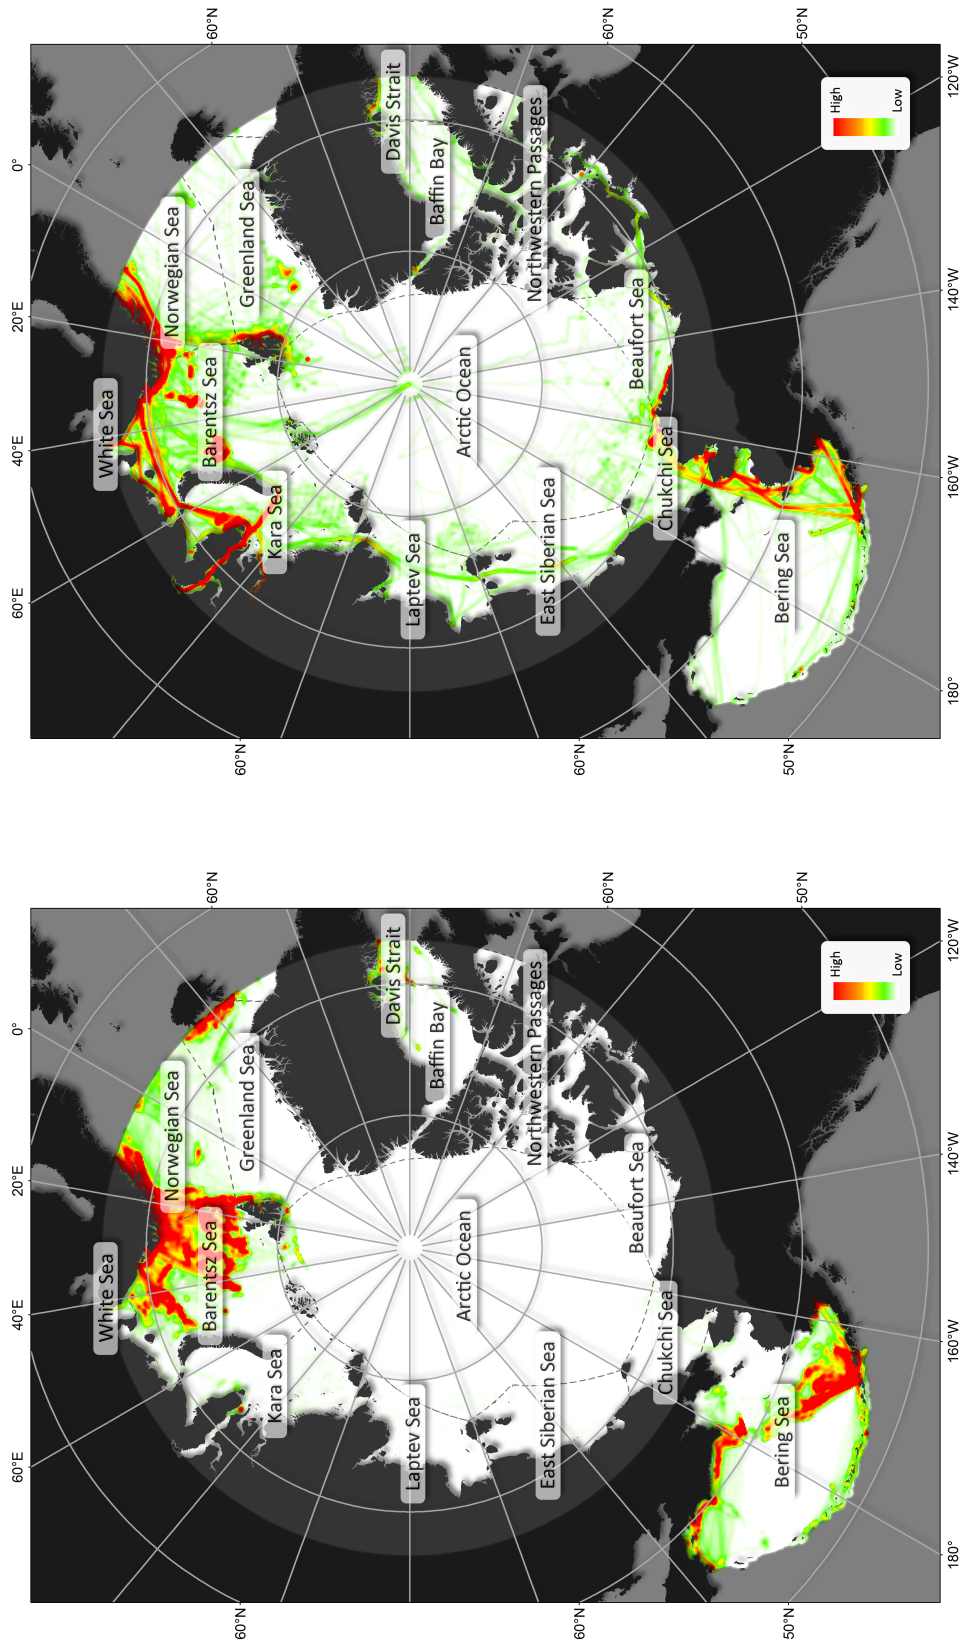 60°E
40°E
20°E
0°
White Sea
Norwegian Sea
Barentsz Sea
60°N
60°N
Greenland Sea
Kara Sea
Davis Strait
Laptev Sea
Baffin Bay
Arctic Ocean
Northwestern Passages
East Siberian Sea
60°N
60°N
Beaufort Sea
Chukchi Sea
Bering Sea
50°N
50°N
High
Low
180°
160°W
140°W
120°W
60°E
40°E
20°E
0°
White Sea
Norwegian Sea
Barentsz Sea
60°N
60°N
Greenland Sea
Kara Sea
Davis Strait
Laptev Sea
Baffin Bay
Arctic Ocean
Northwestern Passages
East Siberian Sea
60°N
60°N
Beaufort Sea
Chukchi Sea
Bering Sea
50°N
50°N
High
Low
180°
160°W
140°W
120°W